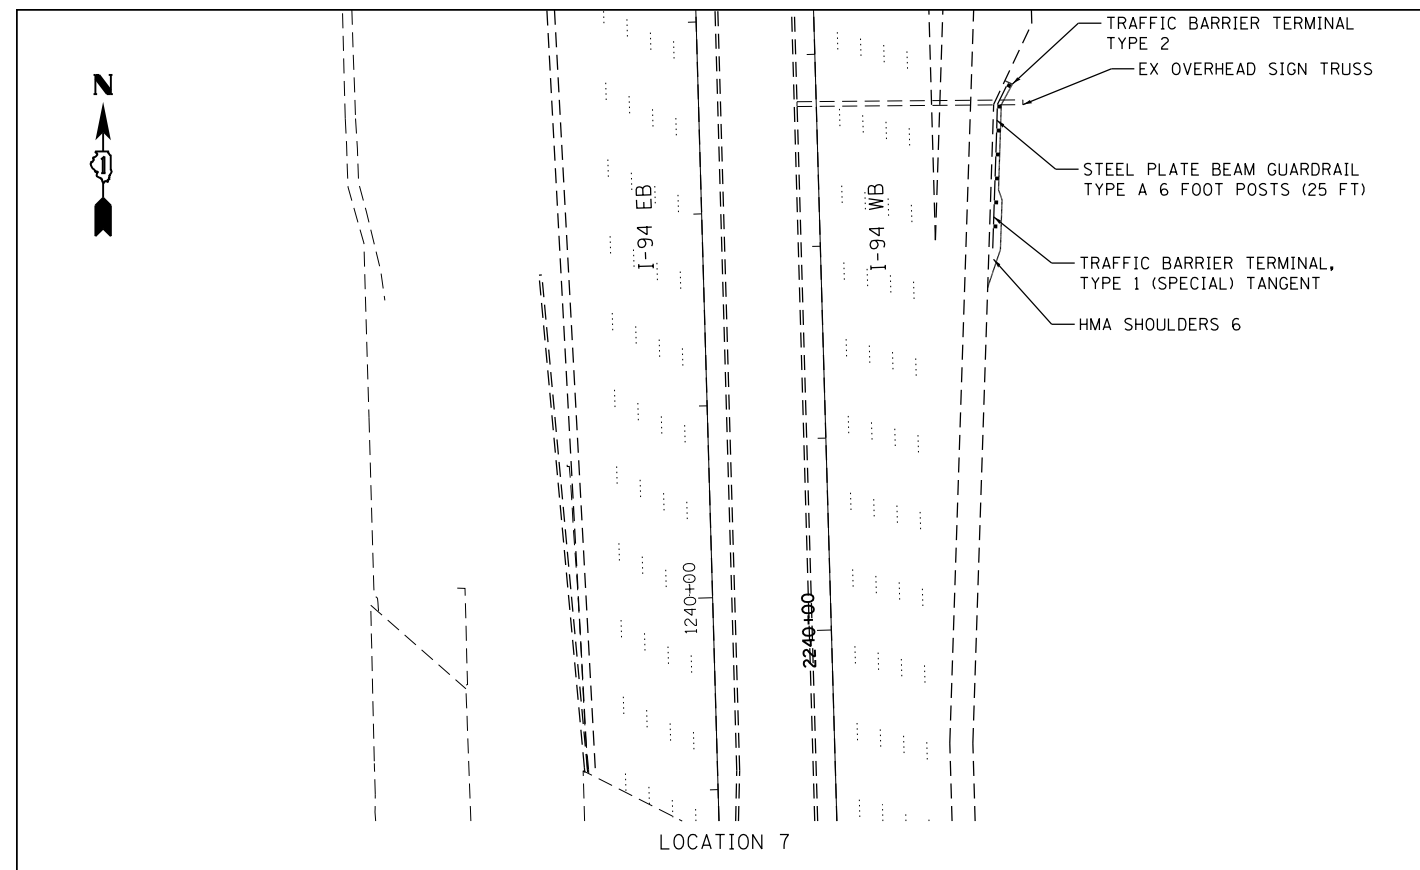 TRAFFIC BARRIER TERMINAL
TYPE 2
EX OVERHEAD SIGN TRUSS
N
1
STEEL PLATE BEAM GUARDRAIL
TYPE A 6 FOOT POSTS (25 FT)
I-94 EB
I-94 WB
TRAFFIC BARRIER TERMINAL,
TYPE 1 (SPECIAL) TANGENT
HMA SHOULDERS 6
1240+00
2240+00
LOCATION 7